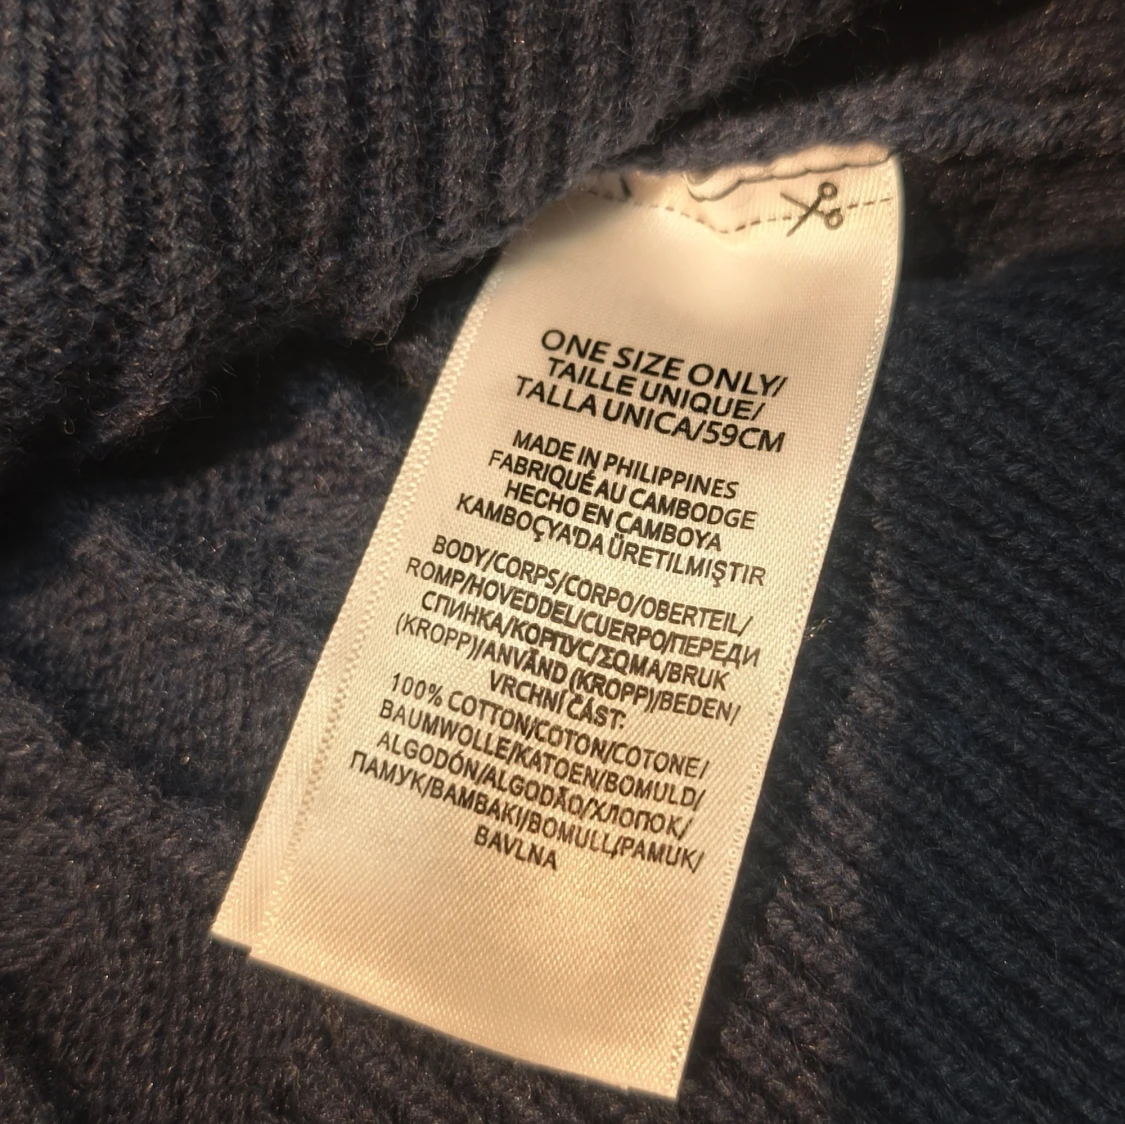 ONE SIZE ONLY/
TAILLE UNIQUE/
TALLA UNICA/59CM
MADE IN PHILIPPINES
FABRIQUÉ AU CAMBODGE
HECHO EN CAMBOYA
KAMBOÇYA'DA ÜRETILMIŞTIR
BODY/CORPS/CORPO/OBERTEIL/
ROMP/HOVEDDEL/CUERPO/ПЕРЕДИ
СПИНКА/КОРПУС/ΣΩΜΑ/BRUK
(KROPP)/ANVÄND (KROPP)/BEDEN/
VRCHNÍ ČÁST:
100% COTTON/COTON/COTONE/
BAUMWOLLE/KATOEN/BOMULD/
ALGODÓN/ALGODÃO/ХЛОПОК/
ПАМУК/BAMBAKI/BOMULL/PAMUK/
BAVLNA